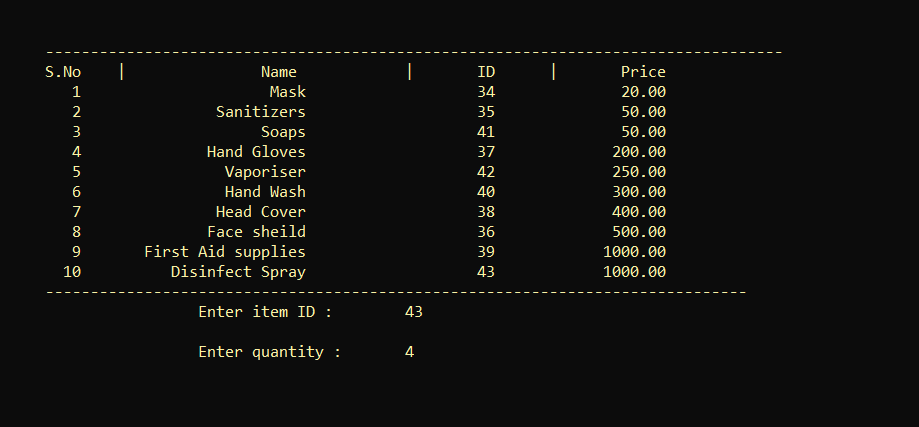 ---------------------------------------------------------------------------------
S.No | Name | ID | Price
1 Mask 34 20.00
2 Sanitizers 35 50.00
3 Soaps 41 50.00
4 Hand Gloves 37 200.00
5 Vaporiser 42 250.00
6 Hand Wash 40 300.00
7 Head Cover 38 400.00
8 Face sheild 36 500.00
9 First Aid supplies 39 1000.00
10 Disinfect Spray 43 1000.00
-----------------------------------------------------------------------------
Enter item ID : 43
Enter quantity : 4